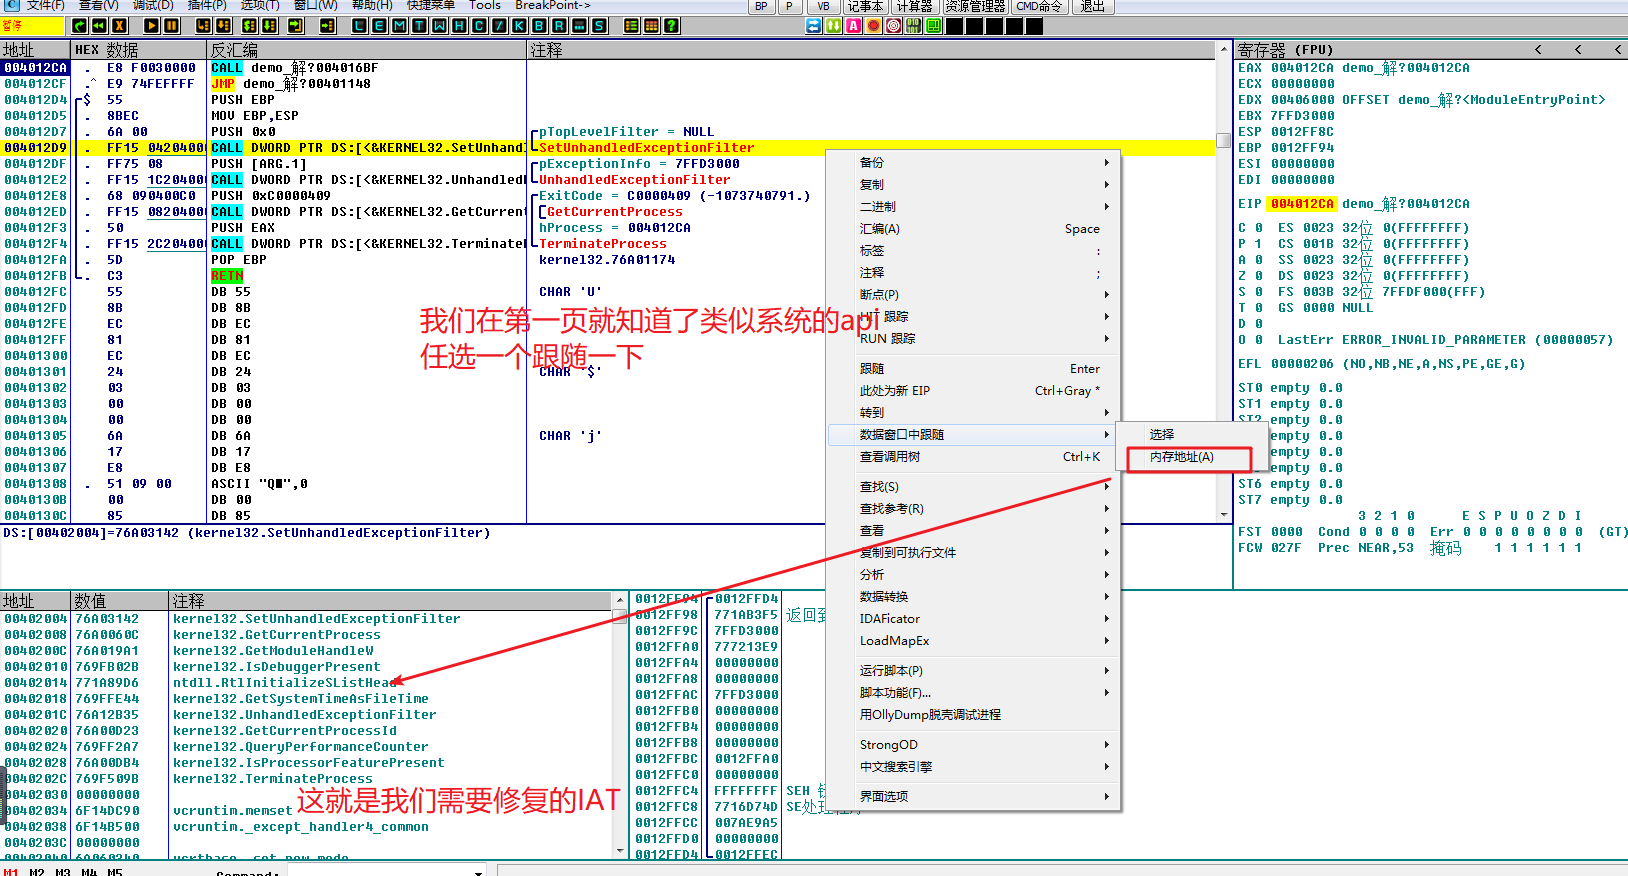 文件(F) 查看(V) 调试(D) 插件(P) 选项(T) 窗口(W) 帮助(H) 快捷菜单 Tools BreakPoint-> BP P VB 记事本 计算器 资源管理器 CMD命令 退出
暂停 L E M T W H C / K B R ... S ?
地址 HEX 数据 反汇编 注释
004012CA . E8 F0030000 CALL demo_解?004016BF
004012CF .^ E9 74FEFFFF JMP demo_解?00401148
004012D4 $ 55 PUSH EBP
004012D5 . 8BEC MOV EBP,ESP
004012D7 . 6A 00 PUSH 0x0 pTopLevelFilter = NULL
004012D9 . FF15 0420400 CALL DWORD PTR DS:[<&KERNEL32.SetUnhand SetUnhandledExceptionFilter
004012DF . FF75 08 PUSH [ARG.1] pExceptionInfo = 7FFD3000
004012E2 . FF15 1C20400 CALL DWORD PTR DS:[<&KERNEL32.Unhandled UnhandledExceptionFilter
004012E8 . 68 090400C0 PUSH 0xC0000409 ExitCode = C0000409 (-1073740791.)
004012ED . FF15 0820400 CALL DWORD PTR DS:[<&KERNEL32.GetCurren GetCurrentProcess
004012F3 . 50 PUSH EAX hProcess = 004012CA
004012F4 . FF15 2C20400 CALL DWORD PTR DS:[<&KERNEL32.Terminate TerminateProcess
004012FA . 5D POP EBP kernel32.76A01174
004012FB . C3 RETN
004012FC 55 DB 55 CHAR 'U'
004012FD 8B DB 8B
004012FE EC DB EC
004012FF 81 DB 81
00401300 EC DB EC
00401301 24 DB 24 CHAR '$'
00401302 03 DB 03
00401303 00 DB 00
00401304 00 DB 00
00401305 6A DB 6A CHAR 'j'
00401306 17 DB 17
00401307 E8 DB E8
00401308 . 51 09 00 ASCII "Q■",0
0040130B 00 DB 00
0040130C 85 DB 85
我们在第一页就知道了类似系统的api
任选一个跟随一下
DS:[00402004]=76A03142 (kernel32.SetUnhandledExceptionFilter)
备份
复制
二进制
汇编(A) Space
标签 :
注释 ;
断点(P)
HIT 跟踪
RUN 跟踪
跟随 Enter
此处为新 EIP Ctrl+Gray *
转到
数据窗口中跟随
查看调用树 Ctrl+K
查找(S)
查找参考(R)
查看
复制到可执行文件
分析
数据转换
IDAFicator
LoadMapEx
运行脚本(P)
脚本功能(F)...
用OllyDump脱壳调试进程
StrongOD
中文搜索引擎
界面选项
选择
内存地址(A)
寄存器 (FPU) < < <
EAX 004012CA demo_解?004012CA
ECX 00000000
EDX 00406000 OFFSET demo_解?<ModuleEntryPoint>
EBX 7FFD3000
ESP 0012FF8C
EBP 0012FF94
ESI 00000000
EDI 00000000
EIP 004012CA demo_解?004012CA
C 0 ES 0023 32位 0(FFFFFFFF)
P 1 CS 001B 32位 0(FFFFFFFF)
A 0 SS 0023 32位 0(FFFFFFFF)
Z 0 DS 0023 32位 0(FFFFFFFF)
S 0 FS 003B 32位 7FFDF000(FFF)
T 0 GS 0000 NULL
D 0
O 0 LastErr ERROR_INVALID_PARAMETER (00000057)
EFL 00000206 (NO,NB,NE,A,NS,PE,GE,G)
ST0 empty 0.0
ST1 empty 0.0
ST2 empty 0.0
empty 0.0
empty 0.0
empty 0.0
ST6 empty 0.0
ST7 empty 0.0
3 2 1 0 E S P U O Z D I
FST 0000 Cond 0 0 0 0 Err 0 0 0 0 0 0 0 0 (GT)
FCW 027F Prec NEAR,53 掩码 1 1 1 1 1 1
地址 数值 注释
00402004 76A03142 kernel32.SetUnhandledExceptionFilter
00402008 76A0060C kernel32.GetCurrentProcess
0040200C 76A019A1 kernel32.GetModuleHandleW
00402010 769FB02B kernel32.IsDebuggerPresent
00402014 771A89D6 ntdll.RtlInitializeSListHead
00402018 769FFE44 kernel32.GetSystemTimeAsFileTime
0040201C 76A12B35 kernel32.UnhandledExceptionFilter
00402020 76A00D23 kernel32.GetCurrentProcessId
00402024 769FF2A7 kernel32.QueryPerformanceCounter
00402028 76A00DB4 kernel32.IsProcessorFeaturePresent
0040202C 769F509B kernel32.TerminateProcess
00402030 00000000
00402034 6F14DC90 vcruntim.memset
00402038 6F14B500 vcruntim._except_handler4_common
0040203C 00000000
00402040 6A060340 ucrtbase._set_new_mode
这就是我们需要修复的IAT
0012FF94 0012FFD4
0012FF98 771AB3F5 返回到
0012FF9C 7FFD3000
0012FFA0 777213E9
0012FFA4 00000000
0012FFA8 00000000
0012FFAC 7FFD3000
0012FFB0 00000000
0012FFB4 00000000
0012FFB8 00000000
0012FFBC 0012FFA0
0012FFC0 00000000
0012FFC4 FFFFFFFF SEH
0012FFC8 7716D74D SE处理程序
0012FFCC 007AE9A5
0012FFD0 00000000
0012FFD4 0012FFEC
M1 M2 M3 M4 M5 Command: